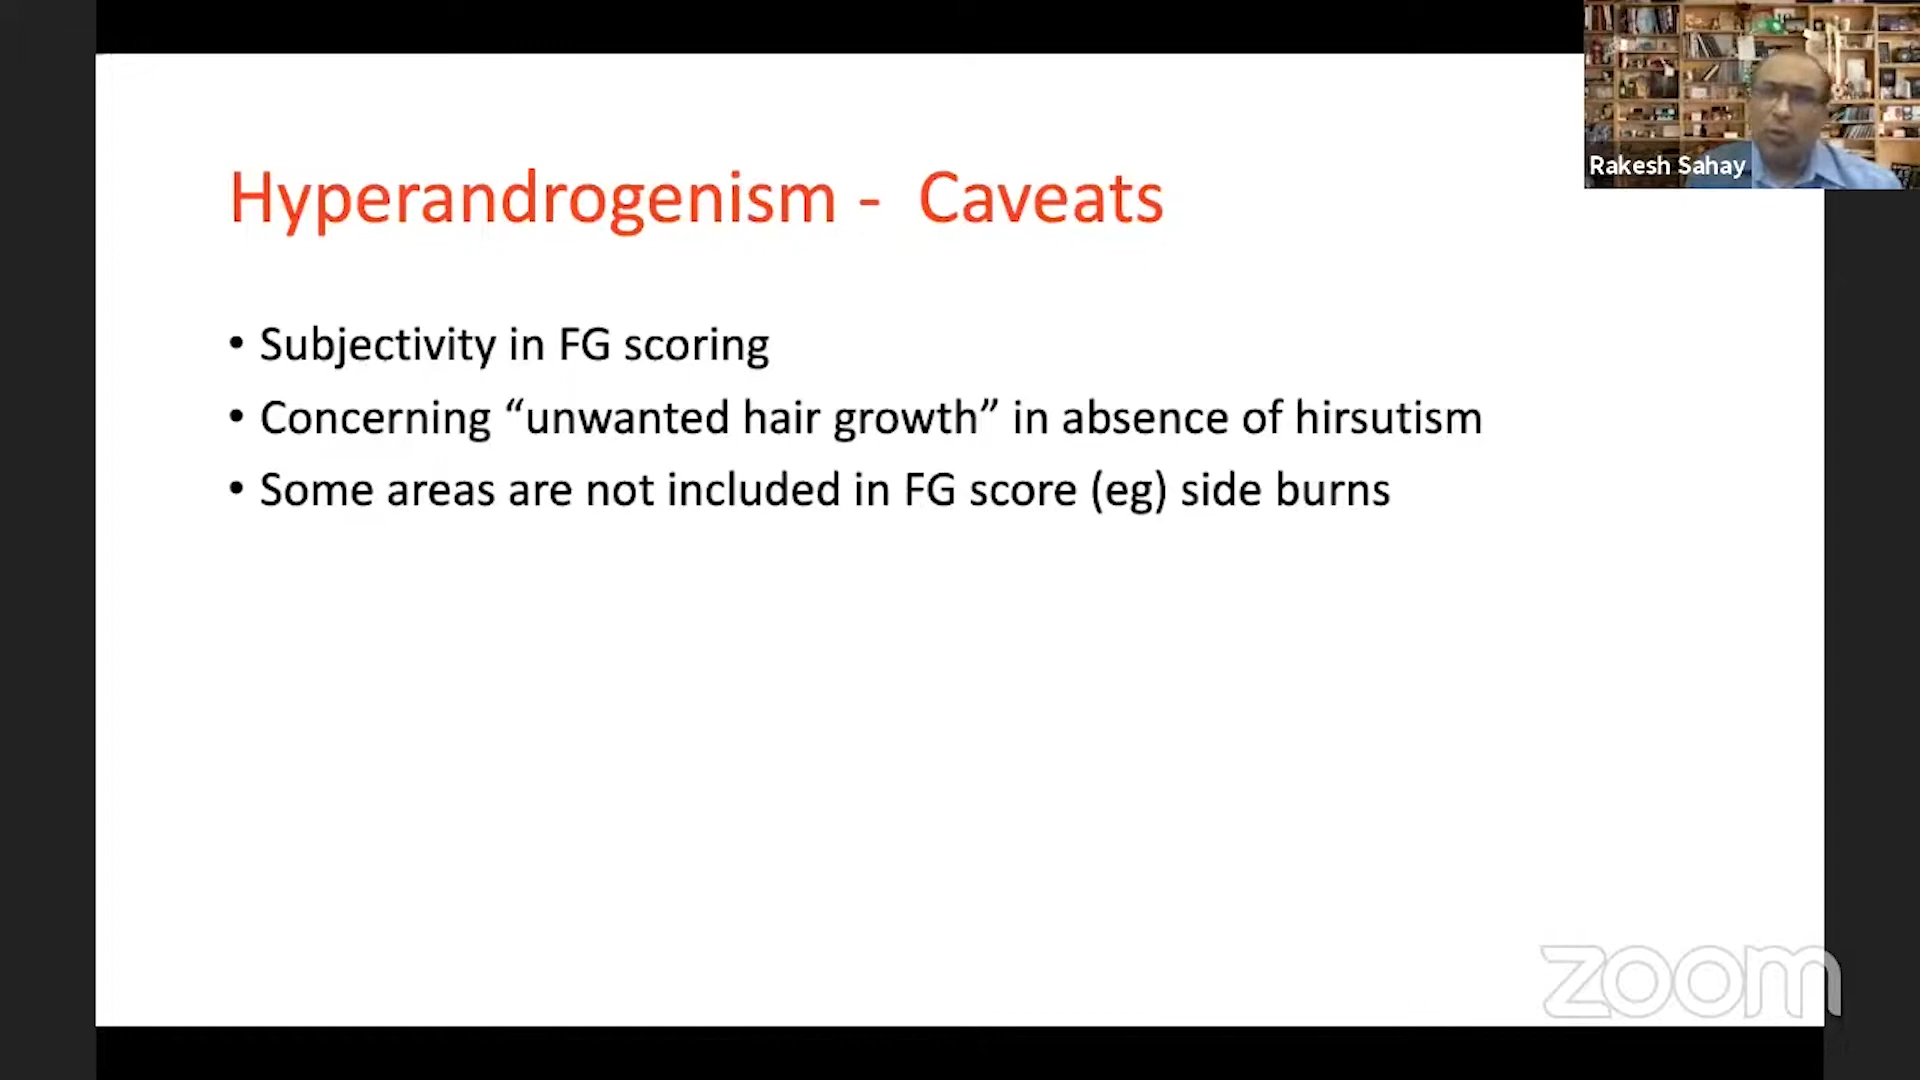 Rakesh Sahay
Hyperandrogenism - Caveats
• Subjectivity in FG scoring
• Concerning “unwanted hair growth” in absence of hirsutism
• Some areas are not included in FG score (eg) side burns
zoom